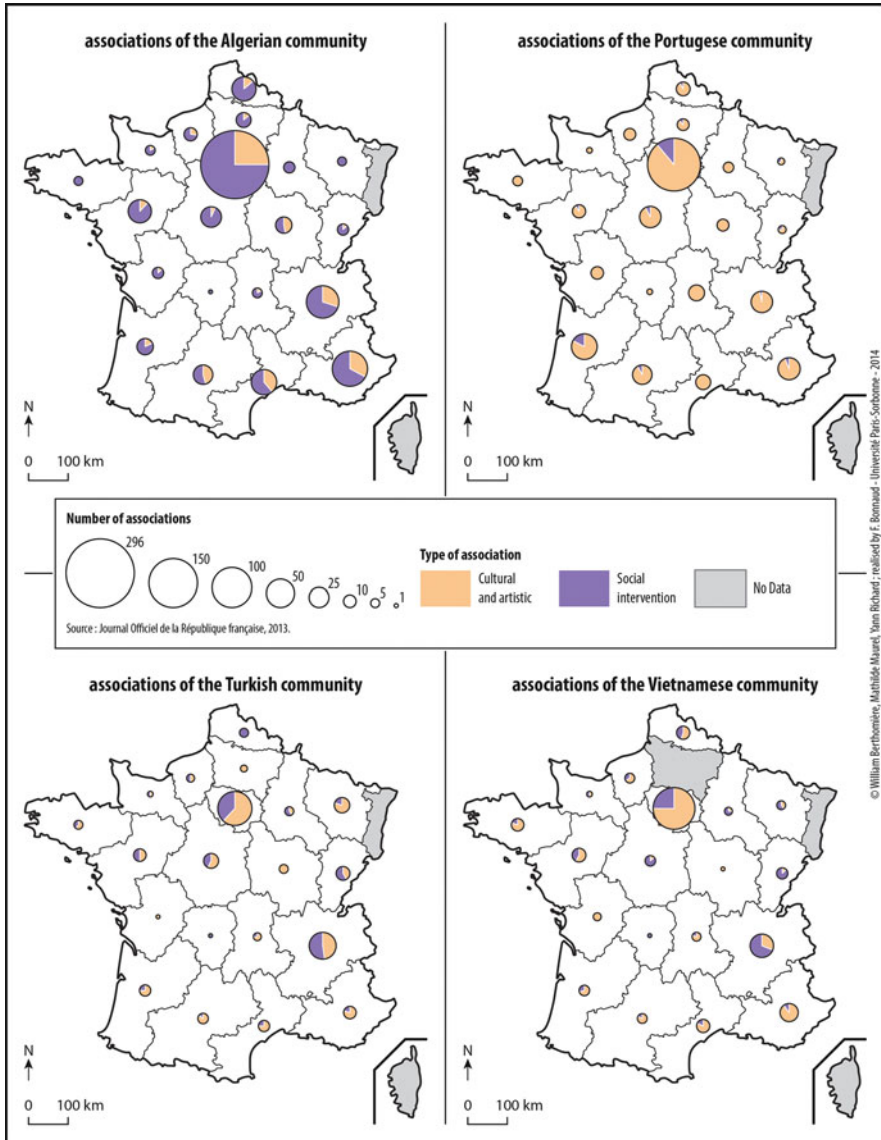 associations of the Algerian community
associations of the Portugese community
N
0 100 km
N
0 100 km
Number of associations
296
150
100
50
25
10
5
1
Source : Journal Officiel de la République française, 2013.
Type of association
Cultural
and artistic
Social
intervention
No Data
associations of the Turkish community
associations of the Vietnamese community
N
0 100 km
N
0 100 km
© William Berthomière, Mathilde Maurel, Yann Richard ; realised by F. Bonnaud - Université Paris-Sorbonne - 2014